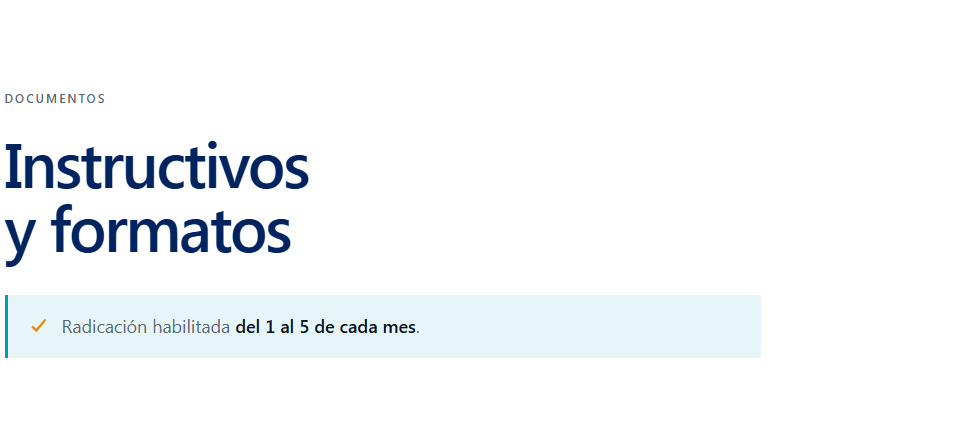 DOCUMENTOS
Instructivos
y formatos
Radicación habilitada del 1 al 5 de cada mes.